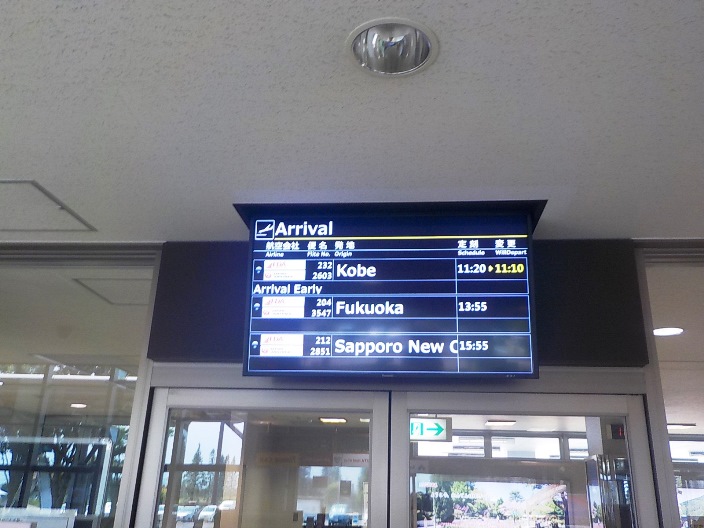 Arrival
航空会社 便名 発地 定刻 変更
Airline Flite No. Origin Schedule WillDepart
232
2603 Kobe 11:20 11:10
Arrival Early
204
3547 Fukuoka 13:55
212
2851 Sapporo New C 15:55